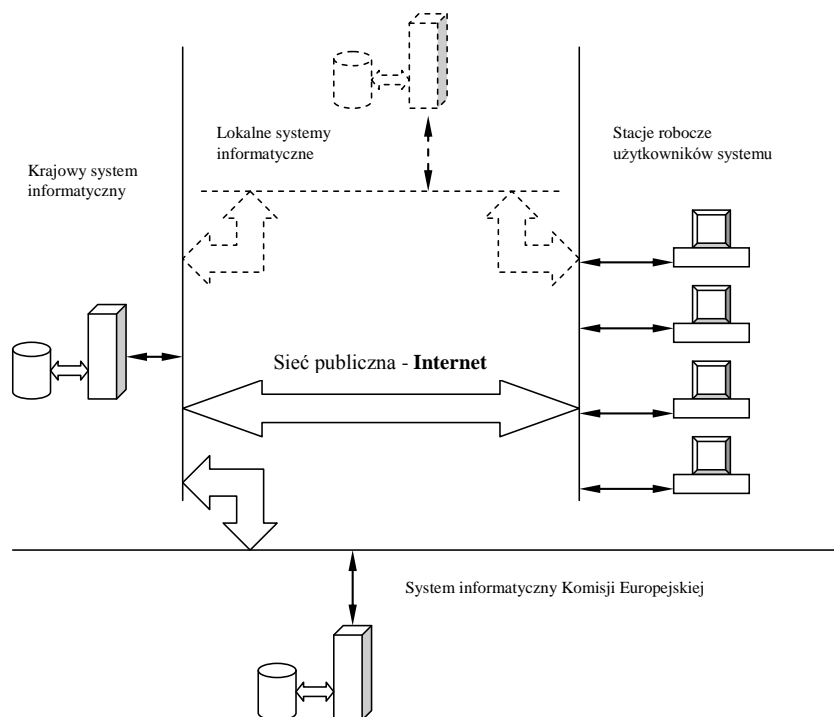 Lokalne systemy
informatyczne
Stacje robocze
użytkowników systemu
Krajowy system
informatyczny
Sieć publiczna - Internet
System informatyczny Komisji Europejskiej